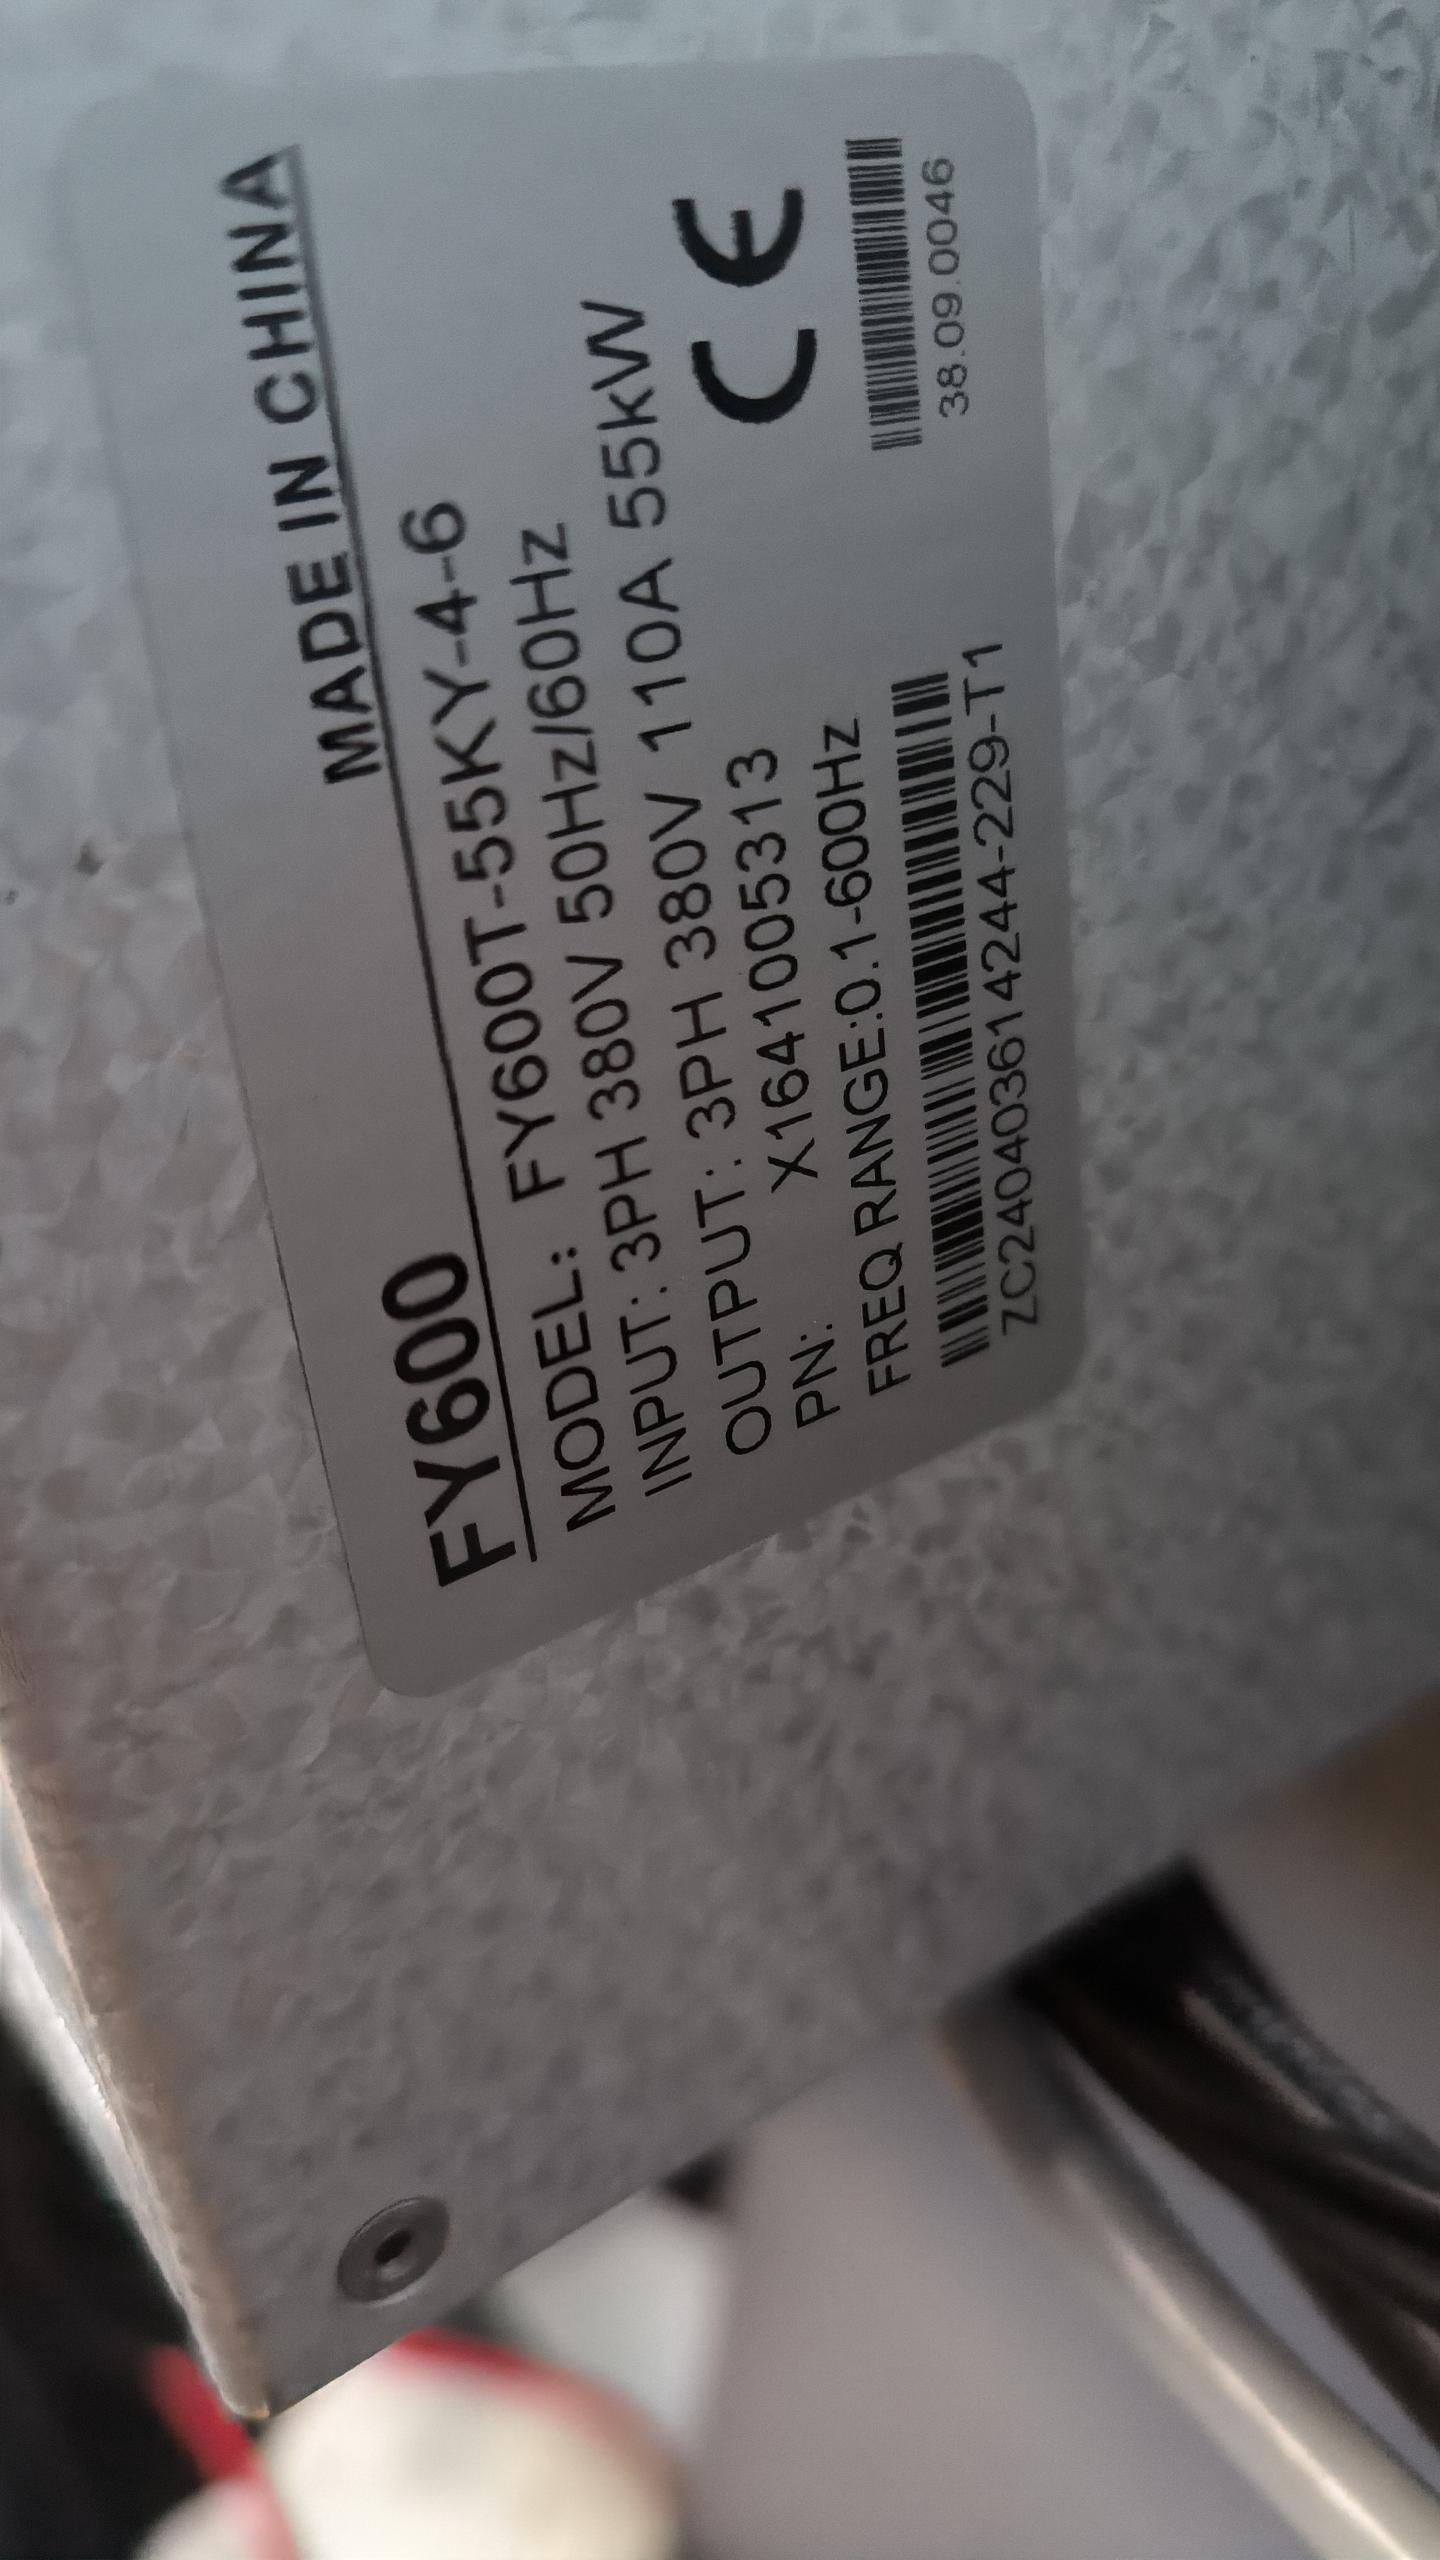 MADE IN CHINA
FY600
MODEL: FY600T-55KY-4-6
INPUT: 3PH 380V 50Hz/60Hz
OUTPUT: 3PH 380V 110A 55kW
PN: X1641005313
FREQ RANGE:0.1-600Hz
CE
ZC240403614244-229-T1
38.09.0046